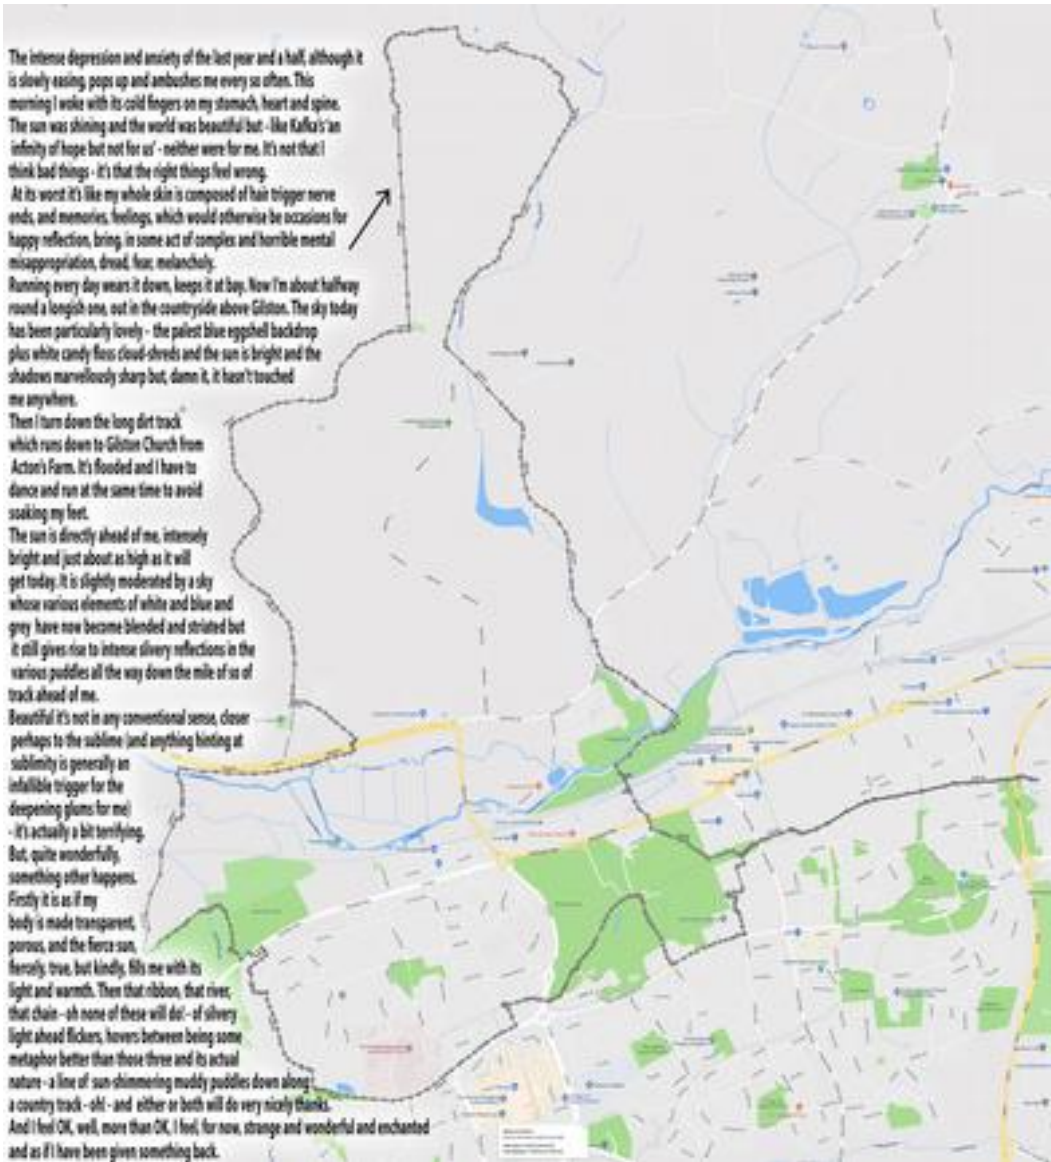 The intense depression and anxiety of the last year and a half, although it
is slowly easing, pops up and ambushes me every so often. This
morning I woke with its cold fingers on my stomach, heart and spine.
The sun was shining and the world was beautiful but - like Kafka's 'an
infinity of hope but not for us' - neither were for me. It's not that I
think bad things - it's that the right things feel wrong.
At its worst it's like my whole skin is composed of hair trigger nerve
ends, and memories, feelings, which would otherwise be occasions for
happy reflection, bring, in some act of complex and horrible mental
misappropriation, dread, fear, melancholy.
Running every day wears it down, keeps it at bay. Now I'm about halfway
round a longish one, out in the countryside above Gilston. The sky today
has been particularly lovely - the palest blue eggshell backdrop
plus white candy floss cloud-shreds and the sun is bright and the
shadows marvellously sharp but, damn it, it hasn't touched
me anywhere.
Then I turn down the long dirt track
which runs down to Gilston Church from
Acton's Farm. It's flooded and I have to
dance and run at the same time to avoid
soaking my feet.
The sun is directly ahead of me, intensely
bright and just about as high as it will
get today. It is slightly moderated by a sky
whose various elements of white and blue and
grey have now become blended and striated but
it still gives rise to intense slivery reflections in the
various puddles all the way down the mile of so of
track ahead of me.
Beautiful it's not in any conventional sense, closer
perhaps to the sublime (and anything hinting at
sublimity is generally an
infallible trigger for the
deepening glums for me)
- it's actually a bit terrifying.
But, quite wonderfully,
something other happens.
Firstly it is as if my
body is made transparent,
porous, and the fierce sun,
fiercely, true, but kindly, fills me with its
light and warmth. Then that ribbon, that river,
that chain - oh none of these will do! - of silvery
light ahead flickers, hovers between being some
metaphor better than those three and its actual
nature - a line of sun-shimmering muddy puddles down along
a country track - oh! - and either or both will do very nicely thanks.
And I feel OK, well, more than OK, I feel, for now, strange and wonderful and enchanted
and as if I have been given something back.